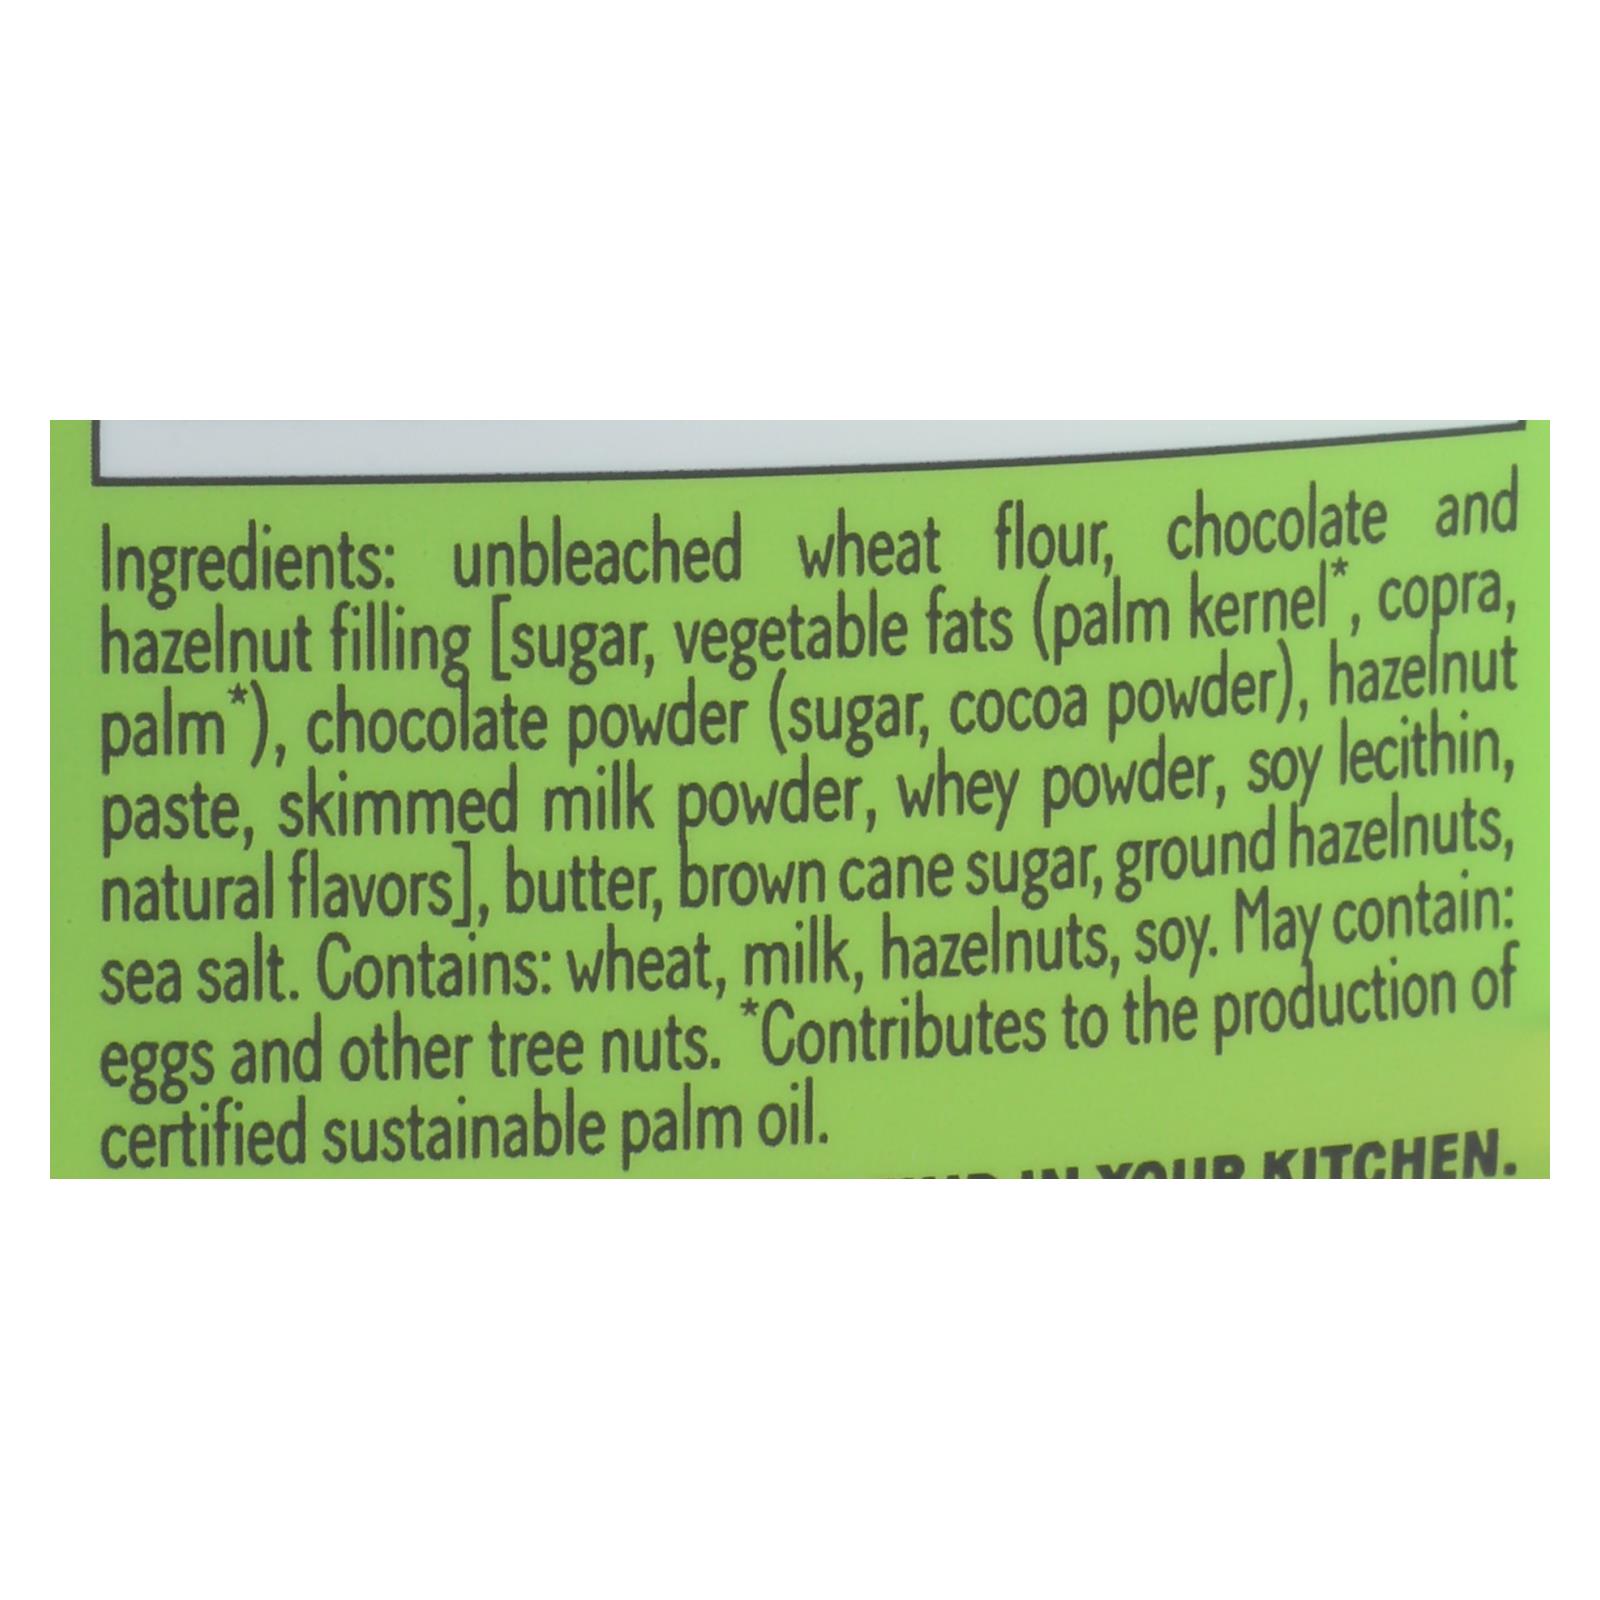 Ingredients: unbleached wheat flour, chocolate and
hazelnut filling [sugar, vegetable fats (palm kernel*, copra,
palm*), chocolate powder (sugar, cocoa powder), hazelnut
paste, skimmed milk powder, whey powder, soy lecithin,
natural flavors], butter, brown cane sugar, ground hazelnuts,
sea salt. Contains: wheat, milk, hazelnuts, soy. May contain:
eggs and other tree nuts. *Contributes to the production of
certified sustainable palm oil.
IN YOUR KITCHEN.